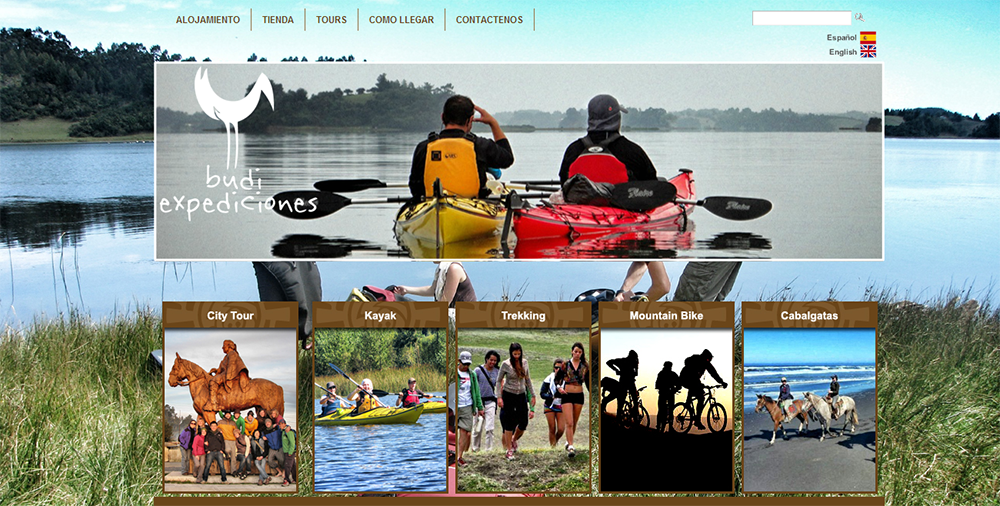 ALOJAMIENTO
TIENDA
TOURS
COMO LLEGAR
CONTACTENOS
Español
English
budi
expediciones
City Tour
Kayak
Trekking
Mountain Bike
Cabalgatas